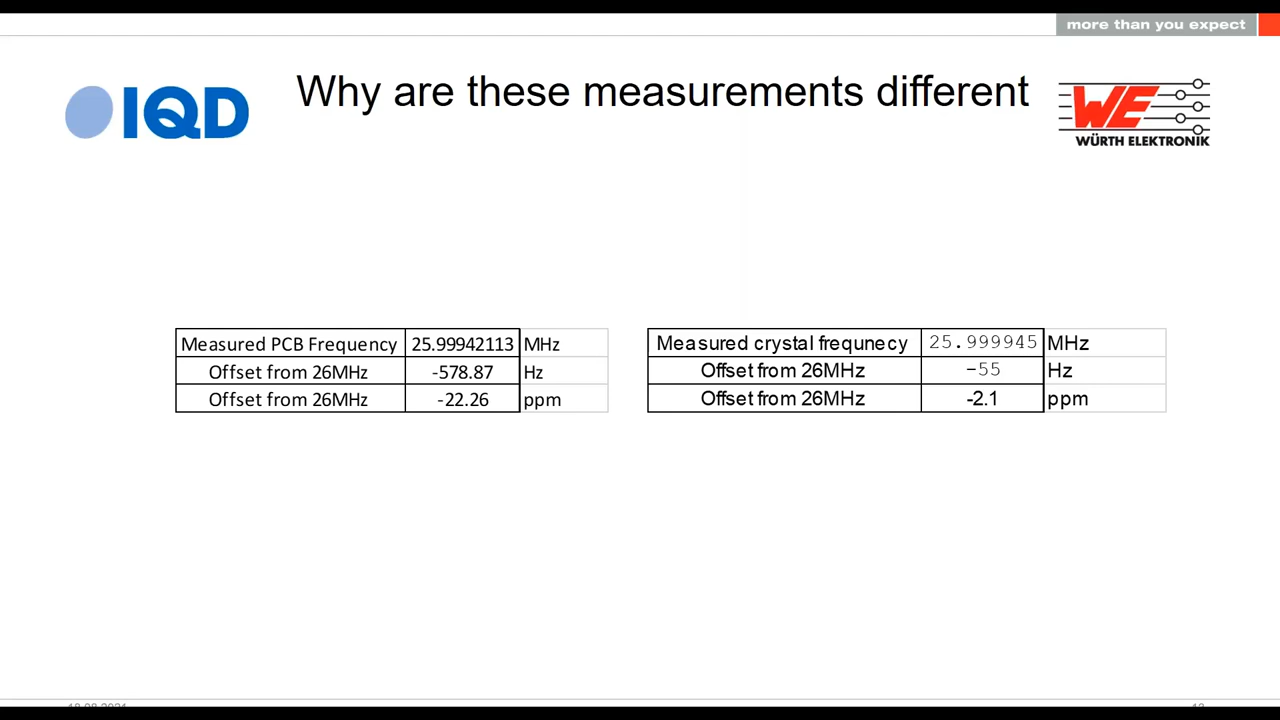 more than you expect
IQD
Why are these measurements different
WE
WÜRTH ELEKTRONIK
Measured PCB Frequency 25.99942113 MHz
Offset from 26MHz -578.87 Hz
Offset from 26MHz -22.26 ppm
Measured crystal frequnecy 25.999945 MHz
Offset from 26MHz -55 Hz
Offset from 26MHz -2.1 ppm